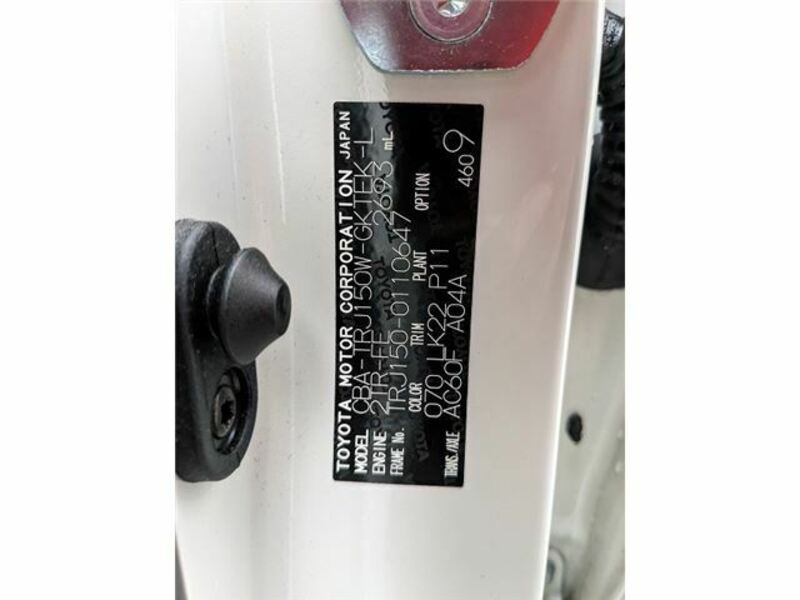 TOYOTA MOTOR CORPORATION JAPAN
MODEL CBA-TRJ150W-GKTEK-L
ENGINE 2TR-FE 2693 mL
FRAME No. TRJ150-0110647
COLOR TRIM PLANT OPTION
070 LK22 P11
TRANS./AXLE AC60F A04A 4609